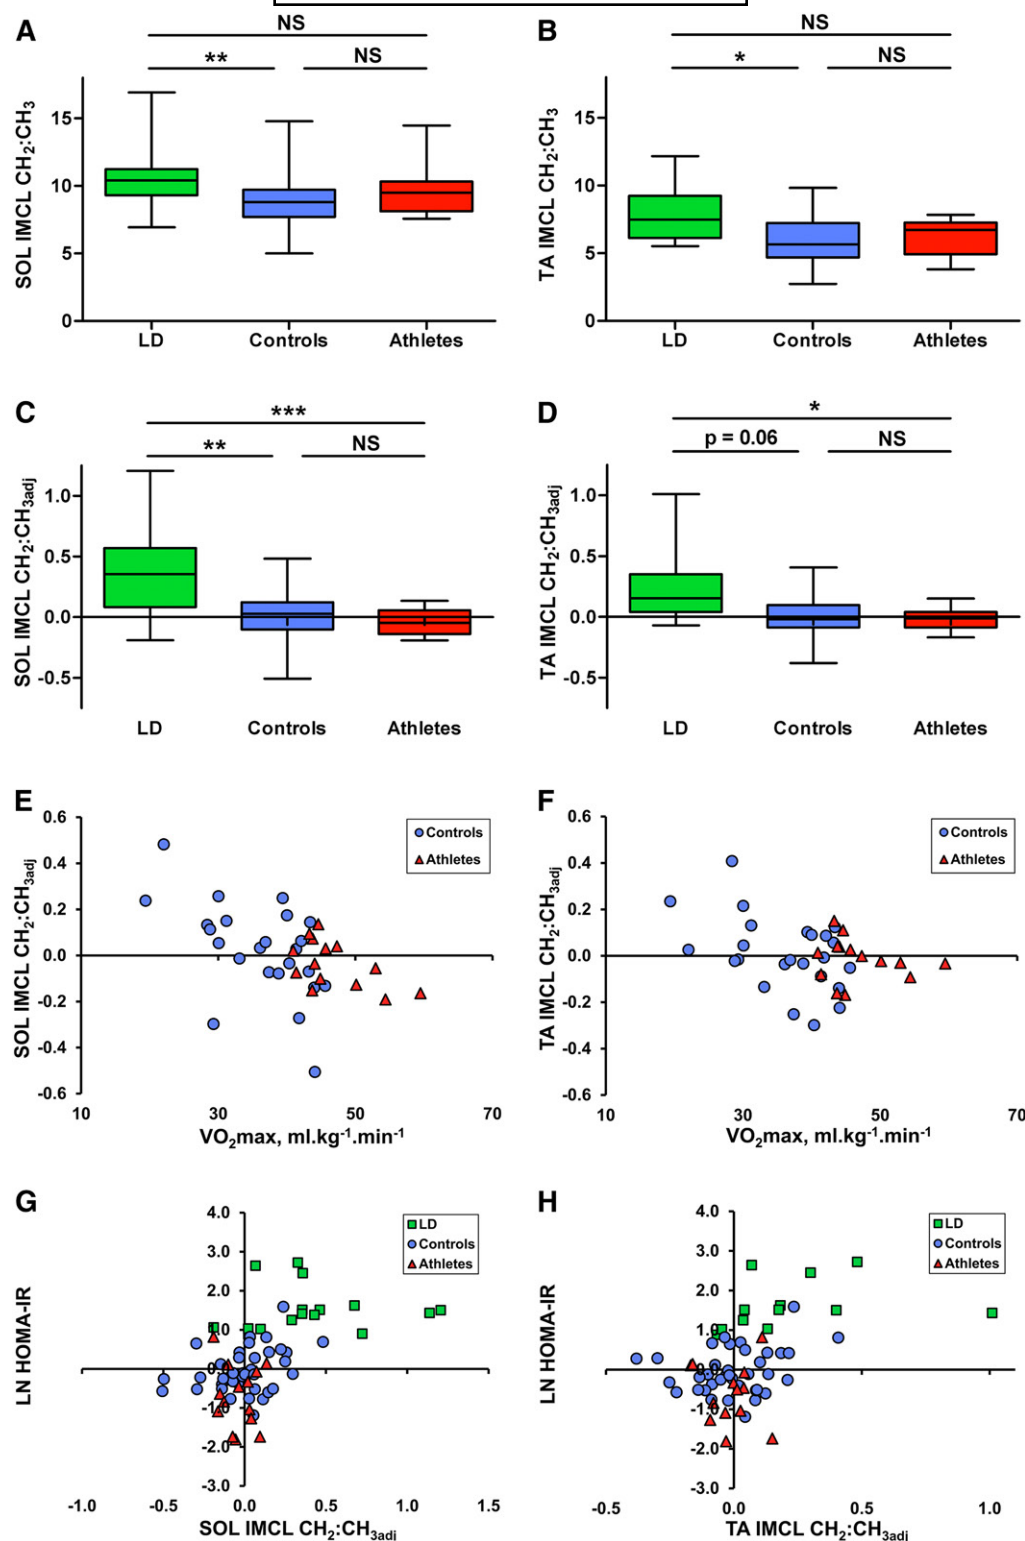 A
NS
**
NS
SOL IMCL CH₂:CH₃
15
10
5
0
LD
Controls
Athletes
B
NS
*
NS
TA IMCL CH₂:CH₃
15
10
5
0
LD
Controls
Athletes
C
***
**
NS
SOL IMCL CH₂:CH₃adj
1.0
0.5
0.0
-0.5
LD
Controls
Athletes
D
*
p = 0.06
NS
TA IMCL CH₂:CH₃adj
1.0
0.5
0.0
-0.5
LD
Controls
Athletes
E
SOL IMCL CH₂:CH₃adj
0.6
0.4
0.2
0.0
-0.2
-0.4
-0.6
Controls
Athletes
10
30
50
70
VO₂max, ml.kg⁻¹.min⁻¹
F
TA IMCL CH₂:CH₃adj
0.6
0.4
0.2
0.0
-0.2
-0.4
-0.6
Controls
Athletes
10
30
50
70
VO₂max, ml.kg⁻¹.min⁻¹
G
LN HOMA-IR
4.0
3.0
2.0
1.0
0.0
-1.0
-2.0
-3.0
LD
Controls
Athletes
-1.0
-0.5
0.0
0.5
1.0
1.5
SOL IMCL CH₂:CH₃adj
H
LN HOMA-IR
4.0
3.0
2.0
1.0
0.0
-1.0
-2.0
-3.0
LD
Controls
Athletes
-0.5
0.0
0.5
1.0
TA IMCL CH₂:CH₃adj